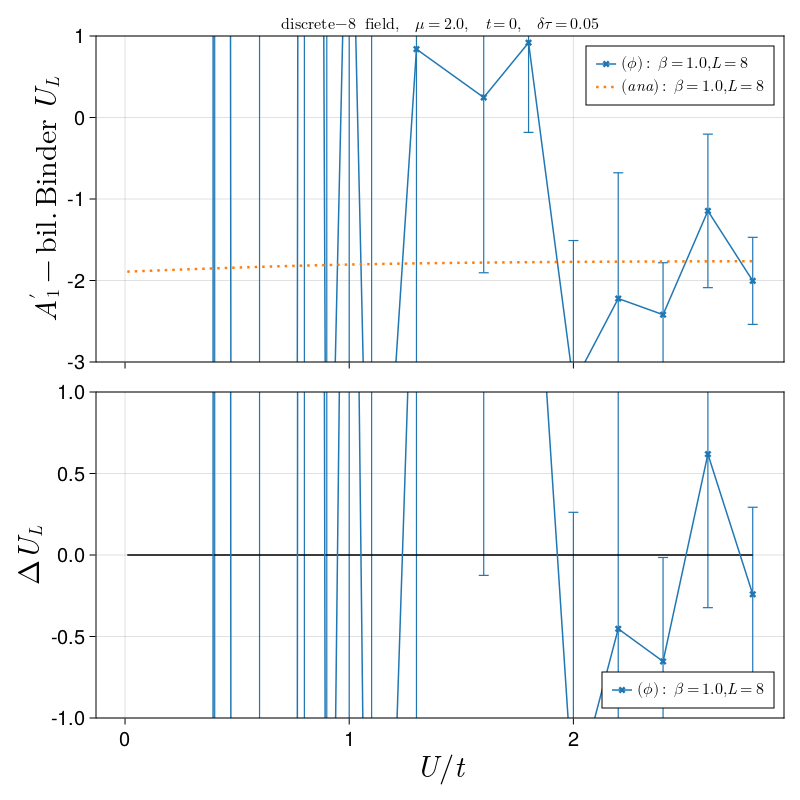 discrete−8 field, μ = 2.0, t = 0, δτ = 0.05
A′₁ − bil. Binder U_L
1
0
-1
-2
-3
(ϕ) : β = 1.0,L = 8
(ana) : β = 1.0,L = 8
Δ U_L
1.0
0.5
0.0
-0.5
-1.0
(ϕ) : β = 1.0,L = 8
0 1 2
U/t